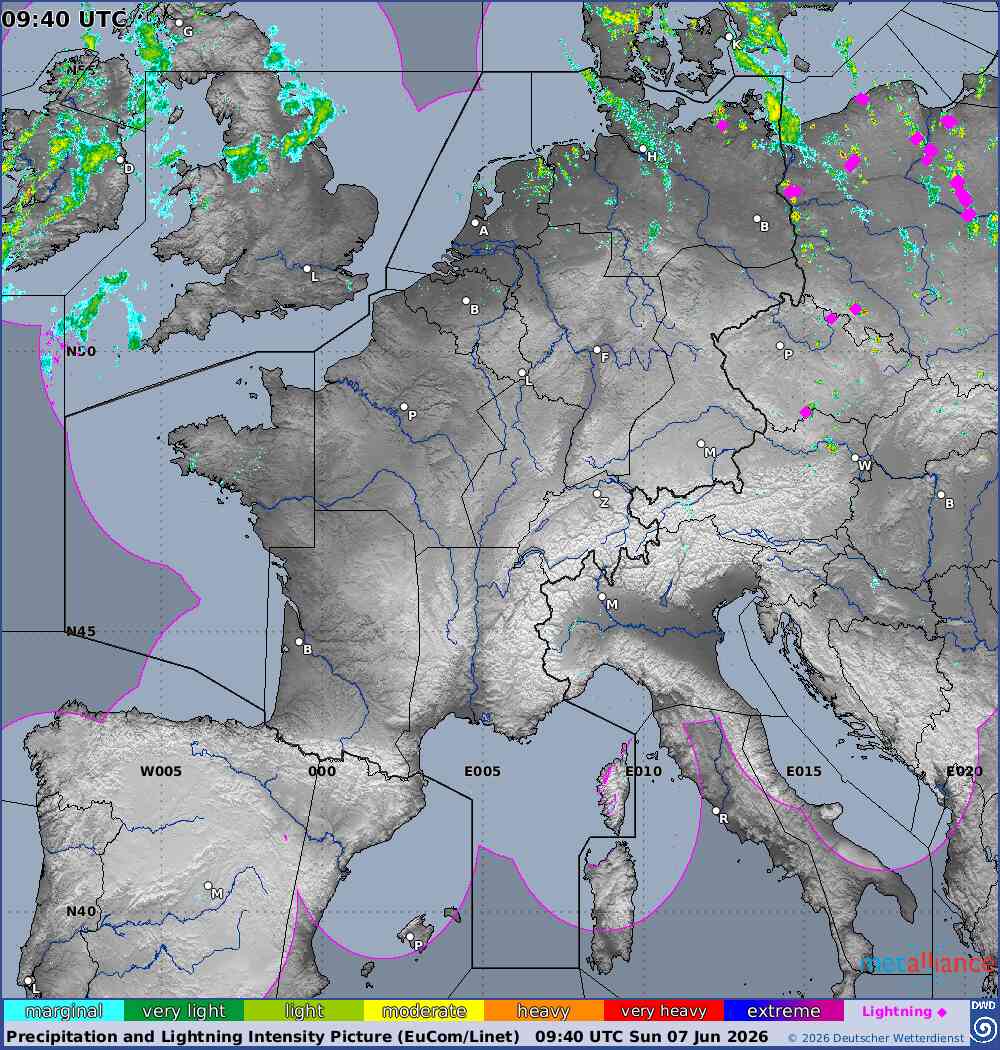 09:40 UTC
G
K
N55
D
H
A
B
L
B
N50
P
F
L
P
M
W
Z
B
M
N45
B
W005
000
E005
E010
E015
E020
R
M
N40
P
metalliance
L
marginal very light light moderate heavy very heavy extreme Lightning
DWD
Precipitation and Lightning Intensity Picture (EuCom/Linet) 09:40 UTC Sun 07 Jun 2026 © 2026 Deutscher Wetterdienst